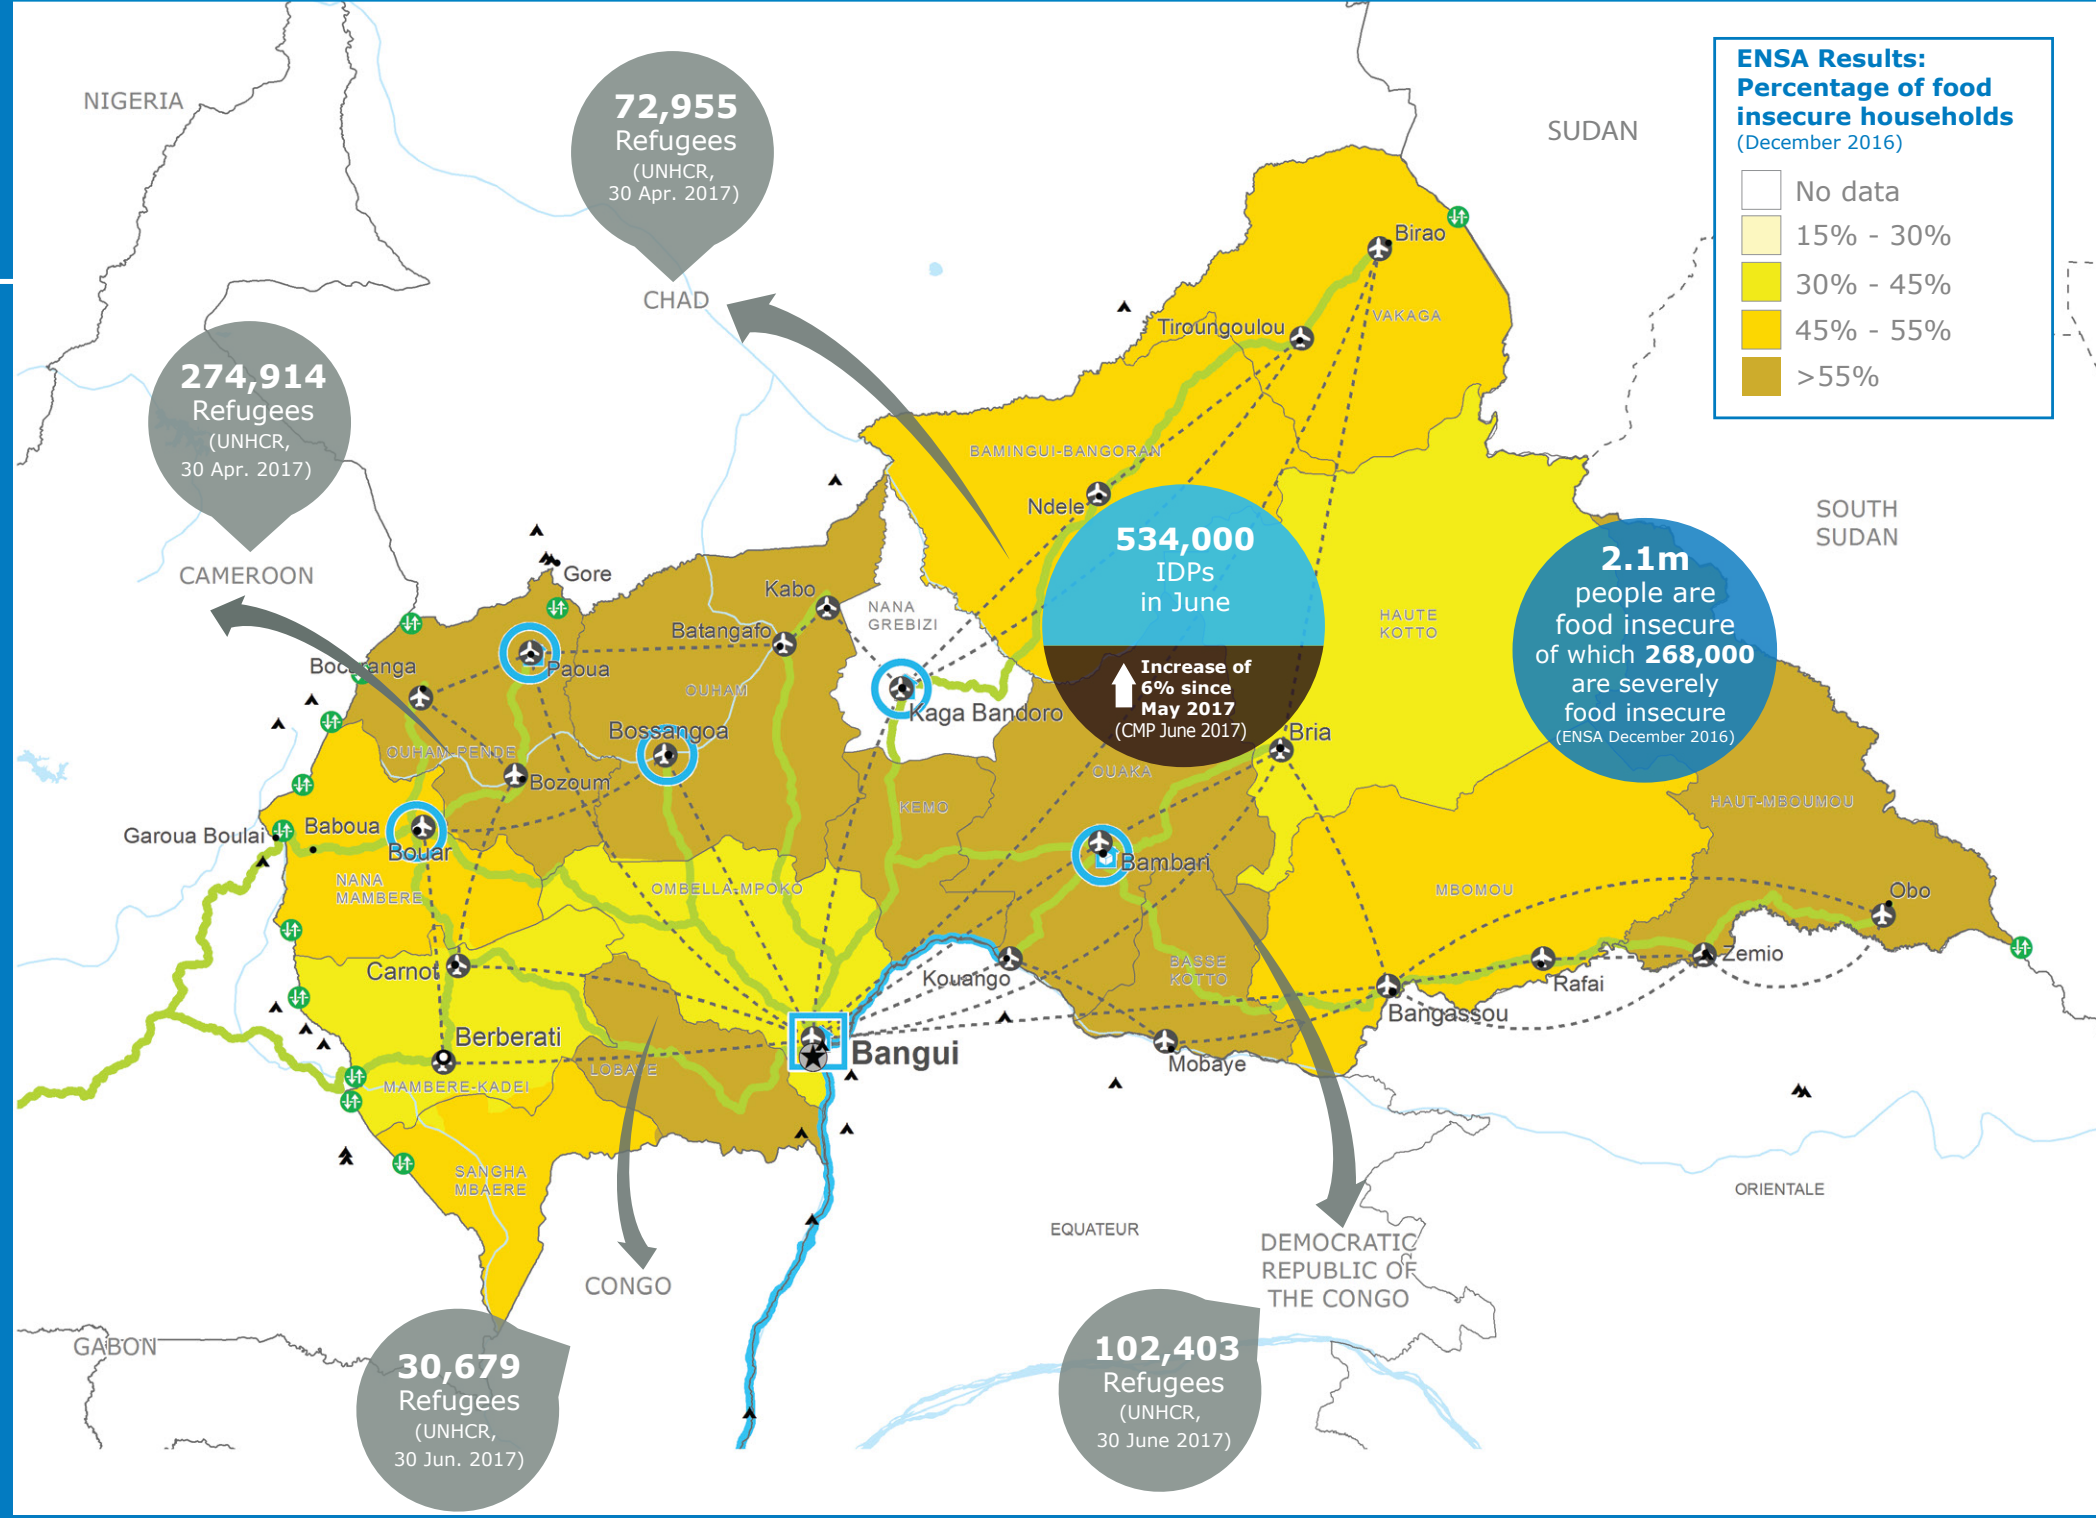 ENSA Results:
Percentage of food
insecure households
(December 2016)
No data
15% - 30%
30% - 45%
45% - 55%
>55%
NIGERIA
72,955
Refugees
(UNHCR,
30 Apr. 2017)
CHAD
SUDAN
Birao
VAKAGA
Tiroungoulou
274,914
Refugees
(UNHCR,
30 Apr. 2017)
CAMEROON
BAMINGUI-BANGORAN
Ndele
534,000
IDPs
in June
Increase of
6% since
May 2017
(CMP June 2017)
SOUTH
SUDAN
2.1m
people are
food insecure
of which 268,000
are severely
food insecure
(ENSA December 2016)
Gore
Kabo
NANA
GREBIZI
HAUTE
KOTTO
Batangafo
Bocaranga
Paoua
OUHAM
Kaga Bandoro
Bossangoa
Bria
OUHAM-PENDE
Bozoum
OUAKA
KEMO
HAUT-MBOUMOU
Garoua Boulai
Baboua
Bouar
Bambari
NANA
MAMBERE
OMBELLA-MPOKO
MBOMOU
Obo
Carnot
Kouango
BASSE
KOTTO
Zemio
Rafai
Bangassou
Berberati
Bangui
Mobaye
LOBAYE
MAMBERE-KADEI
SANGHA
MBAERE
ORIENTALE
EQUATEUR
DEMOCRATIC
REPUBLIC OF
THE CONGO
CONGO
GABON
30,679
Refugees
(UNHCR,
30 Jun. 2017)
102,403
Refugees
(UNHCR,
30 June 2017)